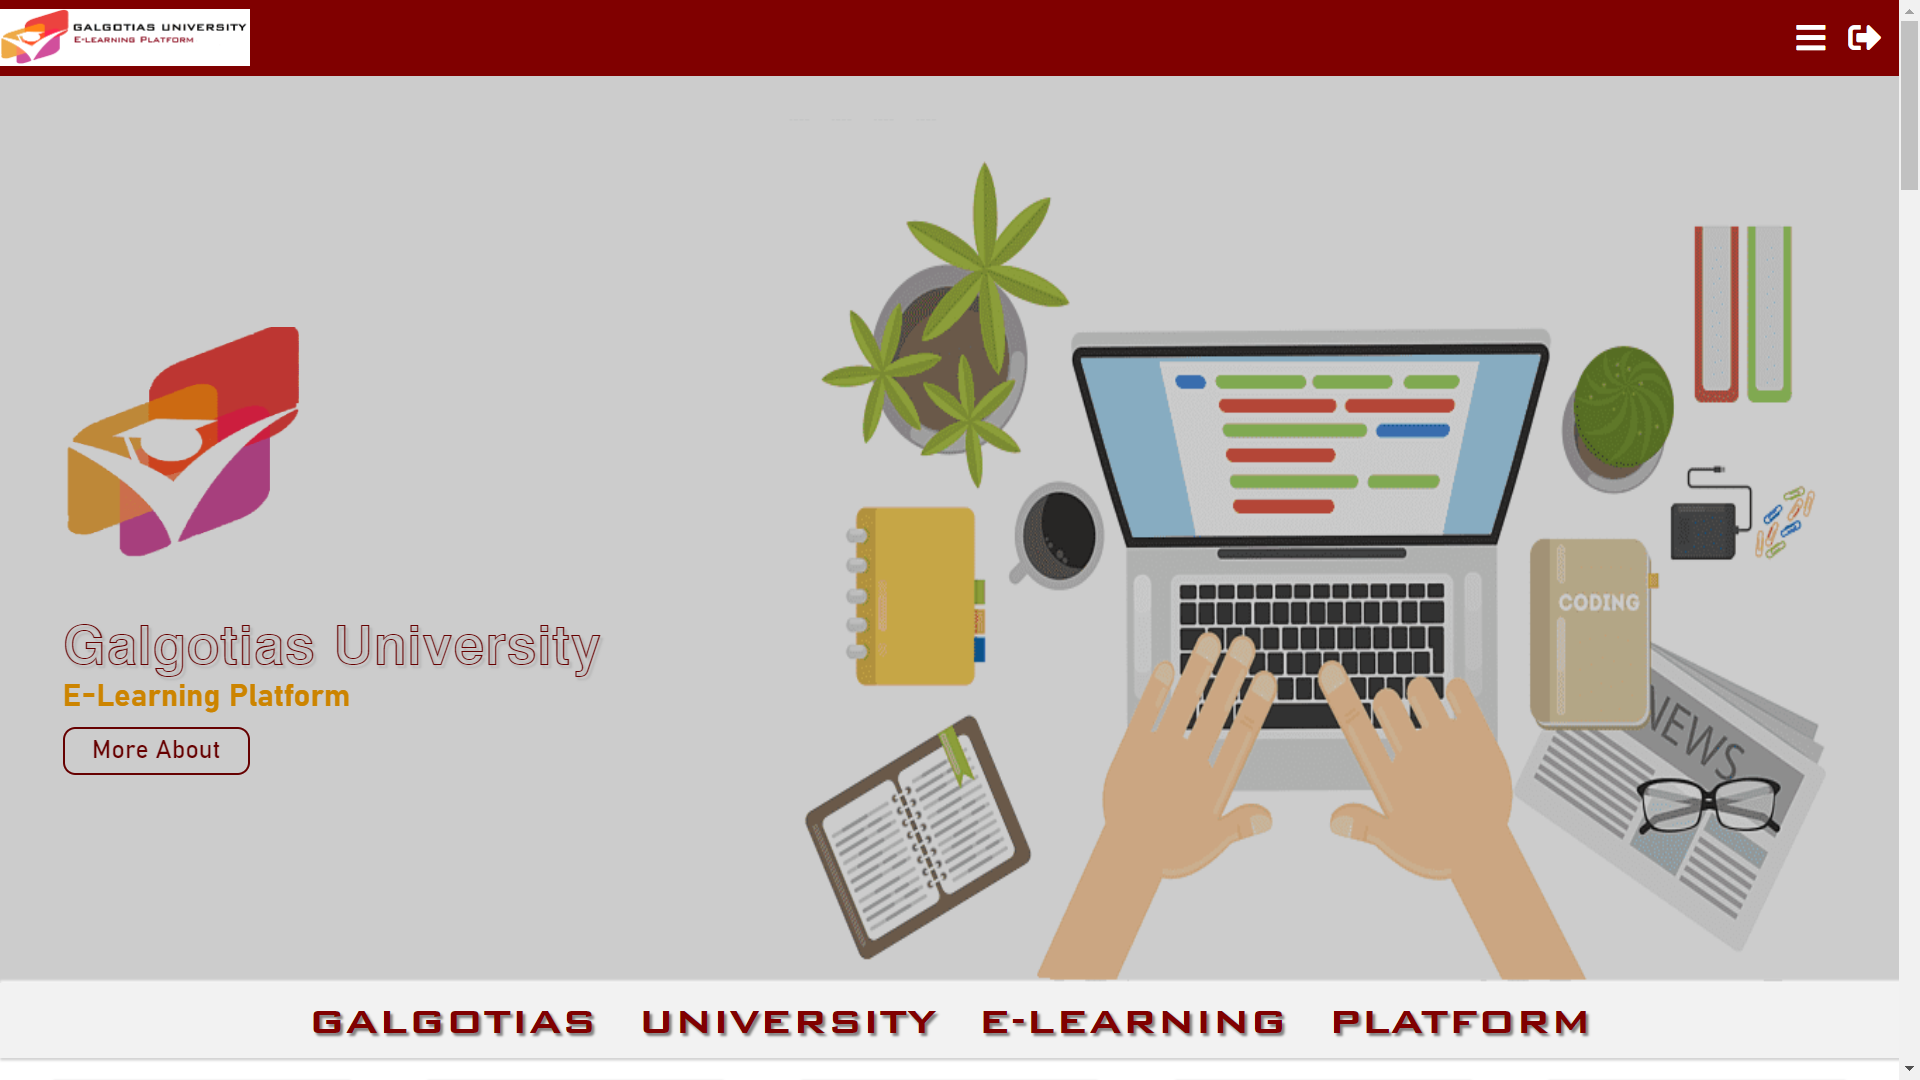 GALGOTIAS UNIVERSITY
E-LEARNING PLATFORM
CODING
NEWS
Galgotias University
E-Learning Platform
More About
GALGOTIAS UNIVERSITY E-LEARNING PLATFORM